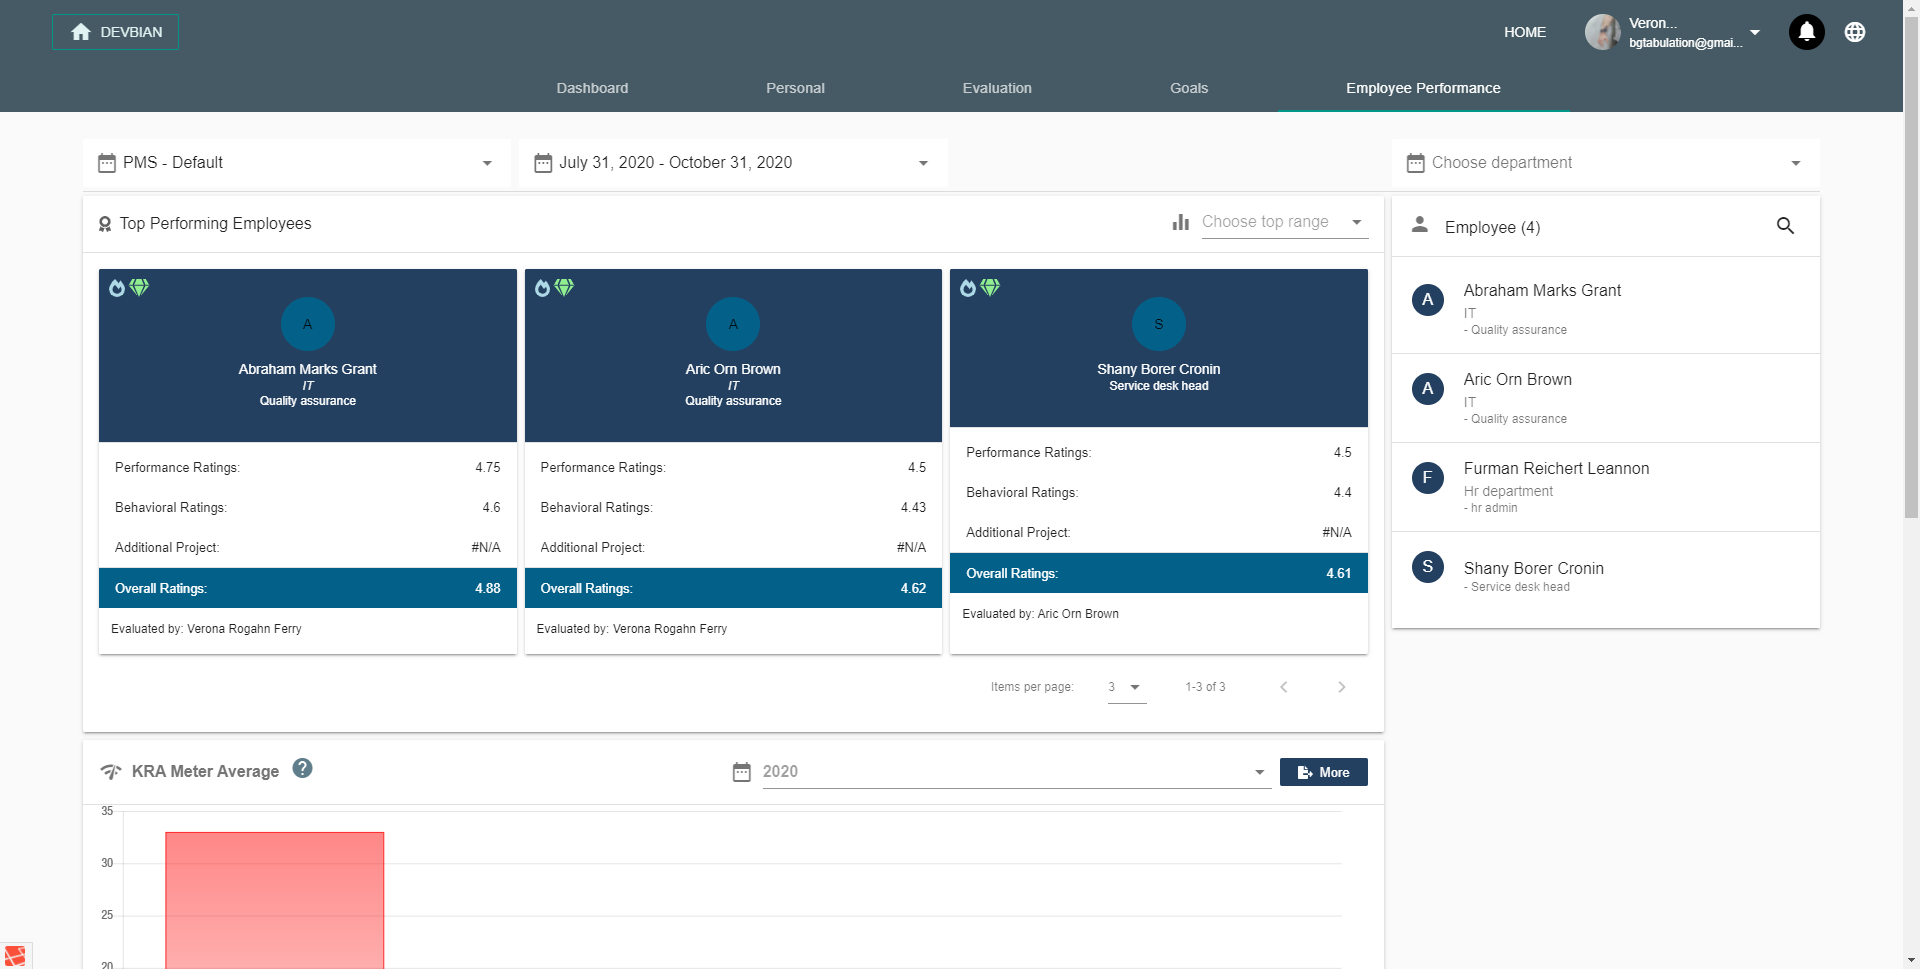 DEVBIAN
HOME
Veron...
bgtabulation@gmai...
Dashboard
Personal
Evaluation
Goals
Employee Performance
PMS - Default
July 31, 2020 - October 31, 2020
Choose department
Top Performing Employees
Choose top range
A
Abraham Marks Grant
IT
Quality assurance
Performance Ratings: 4.75
Behavioral Ratings: 4.6
Additional Project: #N/A
Overall Ratings: 4.88
Evaluated by: Verona Rogahn Ferry
A
Aric Orn Brown
IT
Quality assurance
Performance Ratings: 4.5
Behavioral Ratings: 4.43
Additional Project: #N/A
Overall Ratings: 4.62
Evaluated by: Verona Rogahn Ferry
S
Shany Borer Cronin
Service desk head
Performance Ratings: 4.5
Behavioral Ratings: 4.4
Additional Project: #N/A
Overall Ratings: 4.61
Evaluated by: Aric Orn Brown
Items per page: 3 1-3 of 3
Employee (4)
A
Abraham Marks Grant
IT
- Quality assurance
A
Aric Orn Brown
IT
- Quality assurance
F
Furman Reichert Leannon
Hr department
- hr admin
S
Shany Borer Cronin
- Service desk head
KRA Meter Average ?
2020
More
35
30
25
20